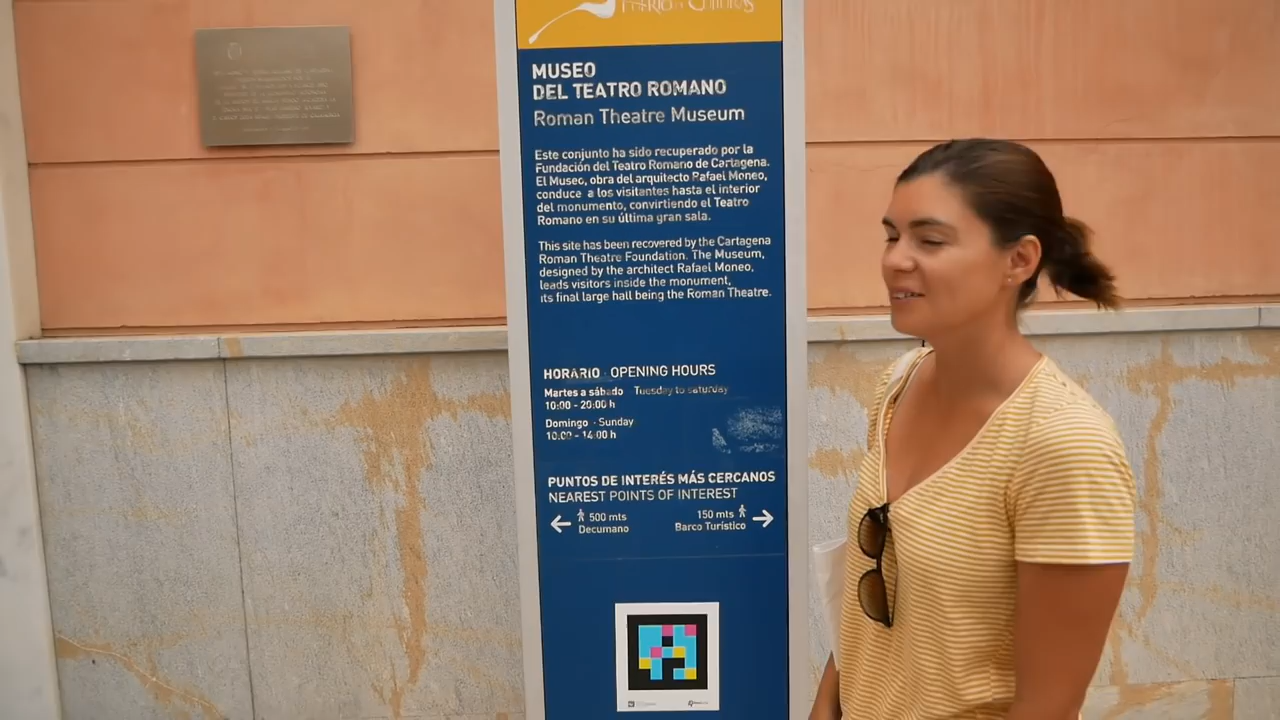 MUSEO
DEL TEATRO ROMANO
Roman Theatre Museum
Este conjunto ha sido recuperado por la
Fundación del Teatro Romano de Cartagena.
El Museo, obra del arquitecto Rafael Moneo,
conduce a los visitantes hasta el interior
del monumento, convirtiendo el Teatro
Romano en su última gran sala.
This site has been recovered by the Cartagena
Roman Theatre Foundation. The Museum,
designed by the architect Rafael Moneo,
leads visitors inside the monument,
its final large hall being the Roman Theatre.
HORARIO · OPENING HOURS
Martes a sábado Tuesday to saturday
10:00 - 20:00 h
Domingo · Sunday
10:00 - 14:00 h
PUNTOS DE INTERÉS MÁS CERCANOS
NEAREST POINTS OF INTEREST
500 mts 150 mts
Decumano Barco Turístico